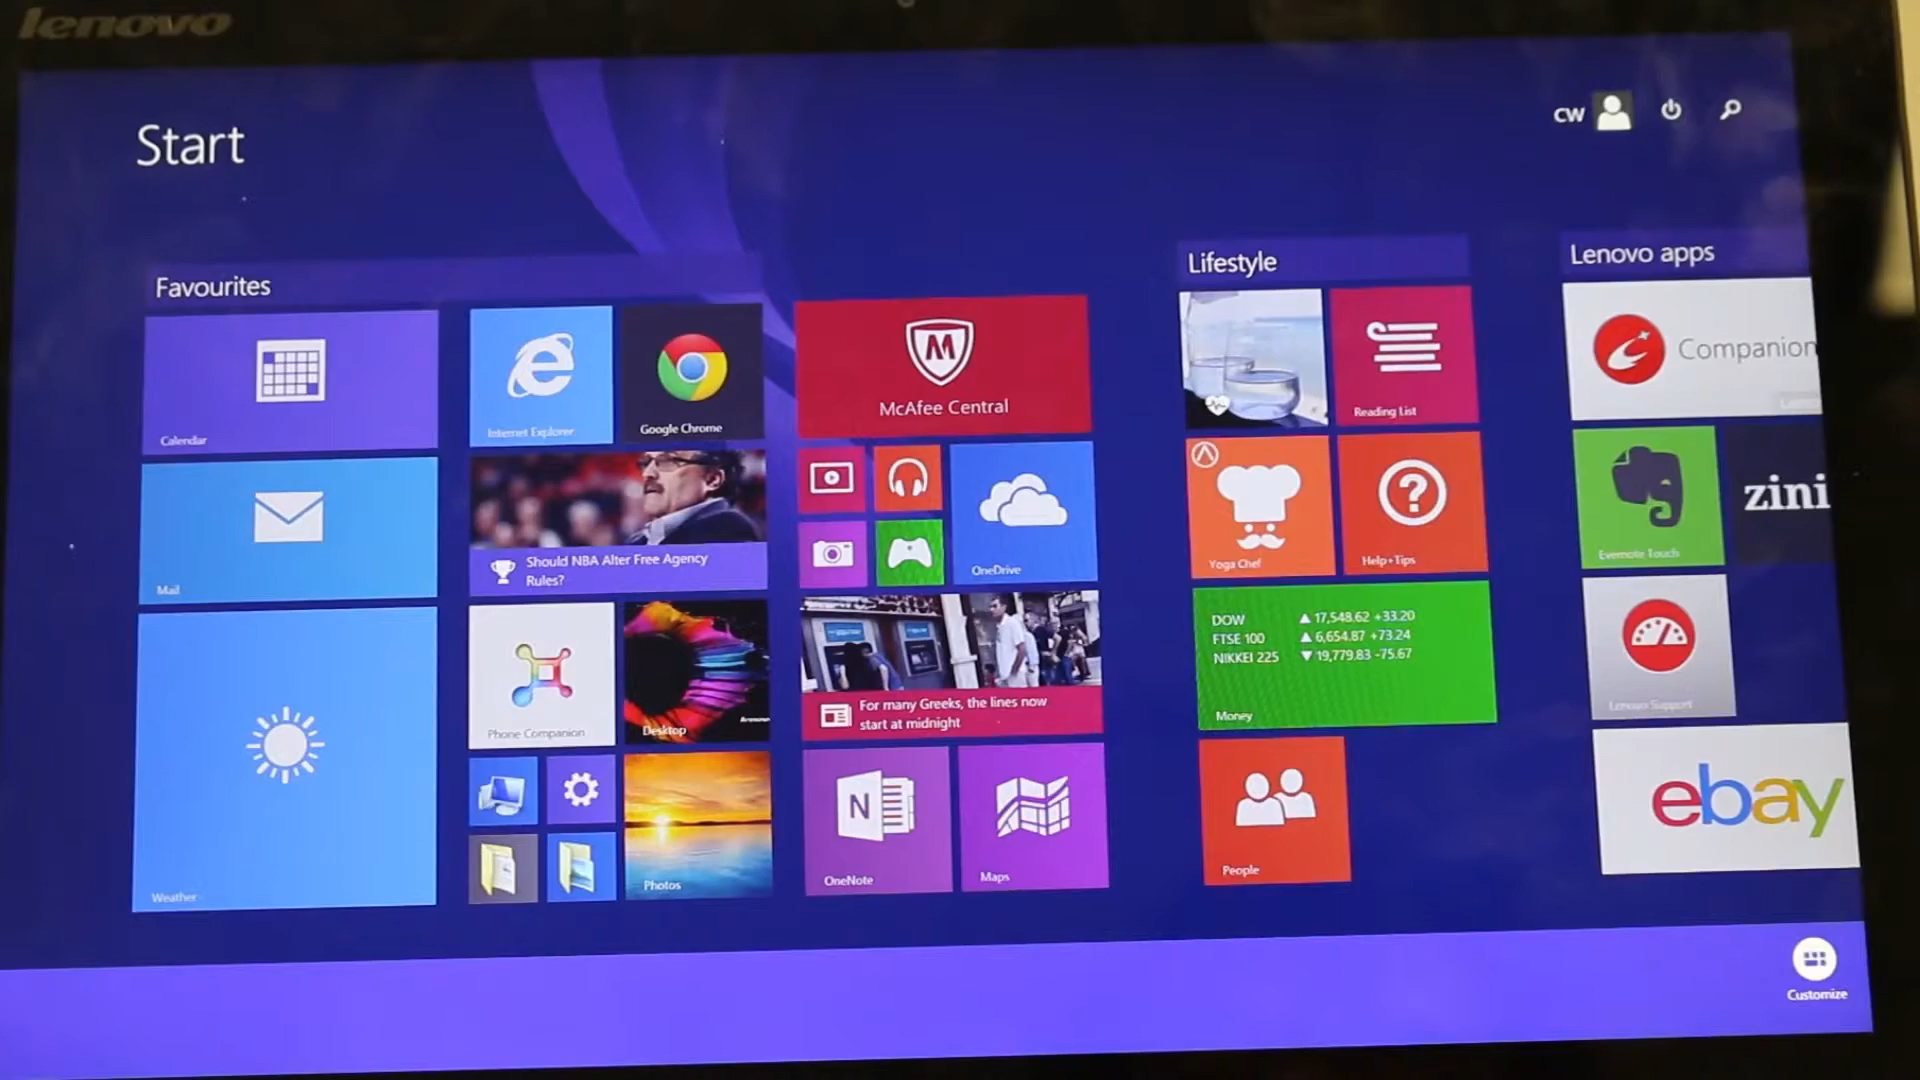 lenovo
Start
CW
Favourites
Lifestyle
Lenovo apps
Calendar
Internet Explorer
Google Chrome
McAfee Central
Reading List
Companion
Mail
Should NBA Alter Free Agency
Rules?
OneDrive
Yoga Chef
Help+Tips
Evernote Touch
zini
Weather
Phone Companion
Desktop
For many Greeks, the lines now
start at midnight
DOW ▲ 17,548.62 +33.20
FTSE 100 ▲ 6,654.87 +73.24
NIKKEI 225 ▼ 19,779.83 -75.67
Money
Lenovo Support
Photos
N
OneNote
Maps
People
ebay
Customize